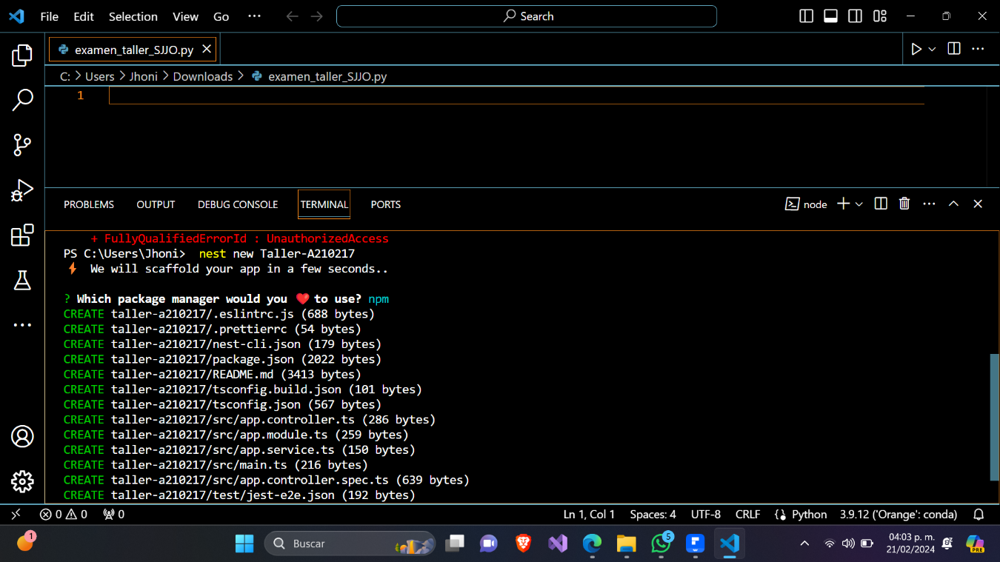 File Edit Selection View Go ··· Search
examen_taller_SJJO.py
C: > Users > Jhoni > Downloads > examen_taller_SJJO.py
1
PROBLEMS OUTPUT DEBUG CONSOLE TERMINAL PORTS node
+ FullyQualifiedErrorId : UnauthorizedAccess
PS C:\Users\Jhoni> nest new Taller-A210217
⚡ We will scaffold your app in a few seconds..
? Which package manager would you ❤️ to use? npm
CREATE taller-a210217/.eslintrc.js (688 bytes)
CREATE taller-a210217/.prettierrc (54 bytes)
CREATE taller-a210217/nest-cli.json (179 bytes)
CREATE taller-a210217/package.json (2022 bytes)
CREATE taller-a210217/README.md (3413 bytes)
CREATE taller-a210217/tsconfig.build.json (101 bytes)
CREATE taller-a210217/tsconfig.json (567 bytes)
CREATE taller-a210217/src/app.controller.ts (286 bytes)
CREATE taller-a210217/src/app.module.ts (259 bytes)
CREATE taller-a210217/src/app.service.ts (150 bytes)
CREATE taller-a210217/src/main.ts (216 bytes)
CREATE taller-a210217/src/app.controller.spec.ts (639 bytes)
CREATE taller-a210217/test/jest-e2e.json (192 bytes)
0 0 0 Ln 1, Col 1 Spaces: 4 UTF-8 CRLF Python 3.9.12 ('Orange': conda)
1 Buscar 5 04:03 p. m.
21/02/2024 PRE